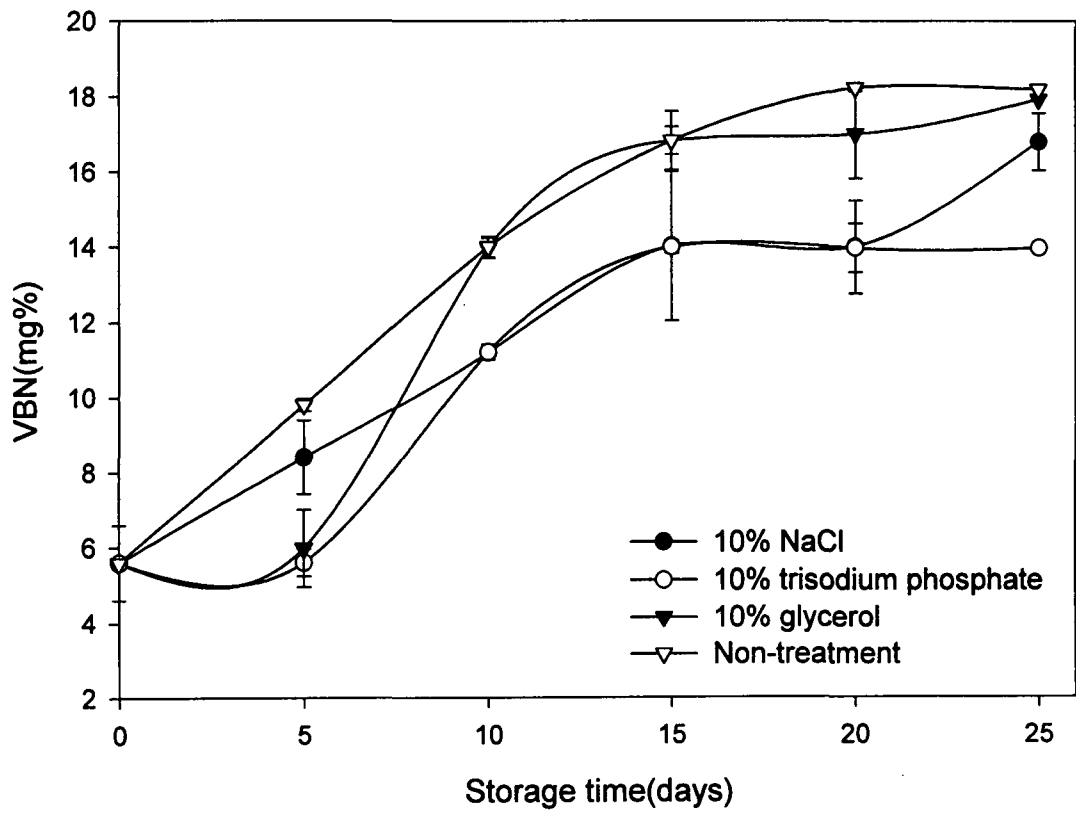 20
18
16
14
12
10
8
6
4
2
VBN(mg%)
10% NaCl
10% trisodium phosphate
10% glycerol
Non-treatment
0 5 10 15 20 25
Storage time(days)